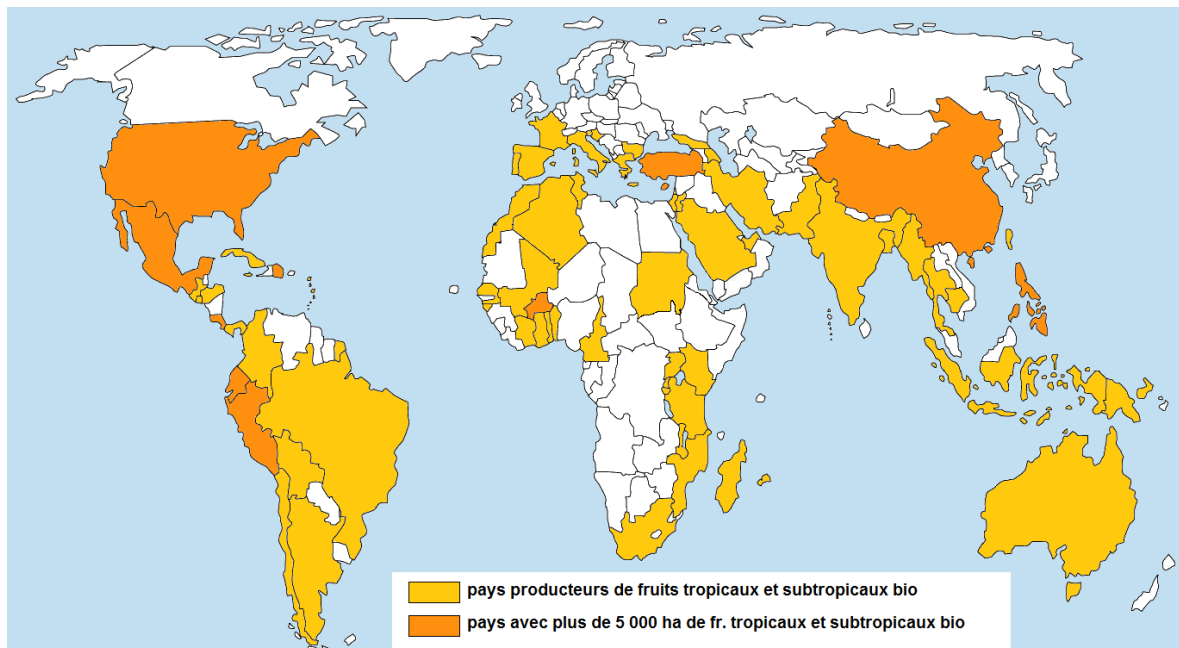 pays producteurs de fruits tropicaux et subtropicaux bio
pays avec plus de 5 000 ha de fr. tropicaux et subtropicaux bio